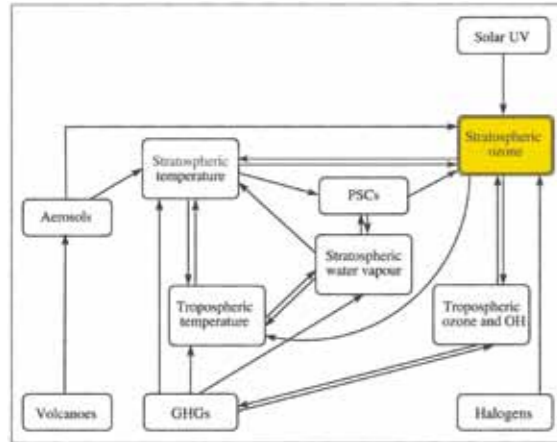 Solar UV
Stratospheric
ozone
Stratospheric
temperature
PSCs
Aerosols
Stratospheric
water vapour
Tropospheric
temperature
Tropospheric
ozone and OH
Volcanoes
GHGs
Halogens